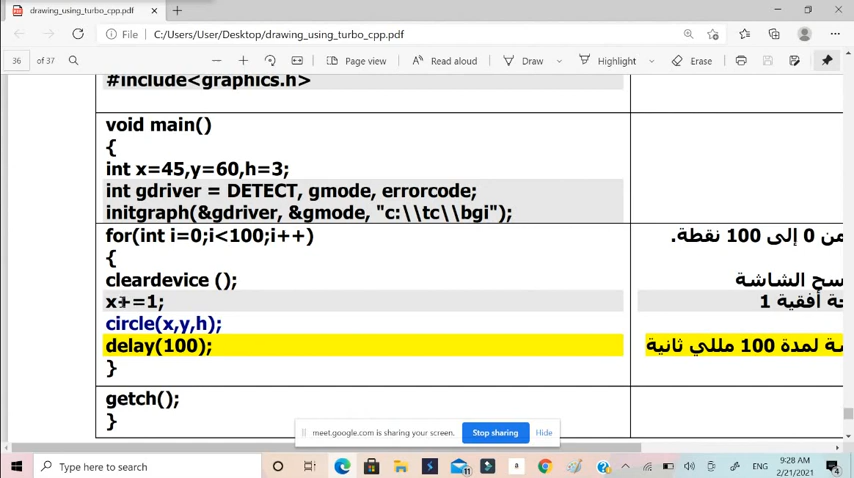 drawing_using_turbo_cpp.pdf
File C:/Users/User/Desktop/drawing_using_turbo_cpp.pdf
36 of 37 Page view Read aloud Draw Highlight Erase
#include<graphics.h>
void main()
{
int x=45,y=60,h=3;
int gdriver = DETECT, gmode, errorcode;
initgraph(&gdriver, &gmode, "c:\\tc\\bgi");
for(int i=0;i<100;i++)
من 0 إلى 100 نقطة.
{
cleardevice ();
الشاشة
x+=1;
أفقية 1
circle(x,y,h);
delay(100);
لمدة 100 مللي ثانية
}
getch();
}
meet.google.com is sharing your screen. Stop sharing Hide
Type here to search
a
11
ENG
9:28 AM
2/21/2021
4